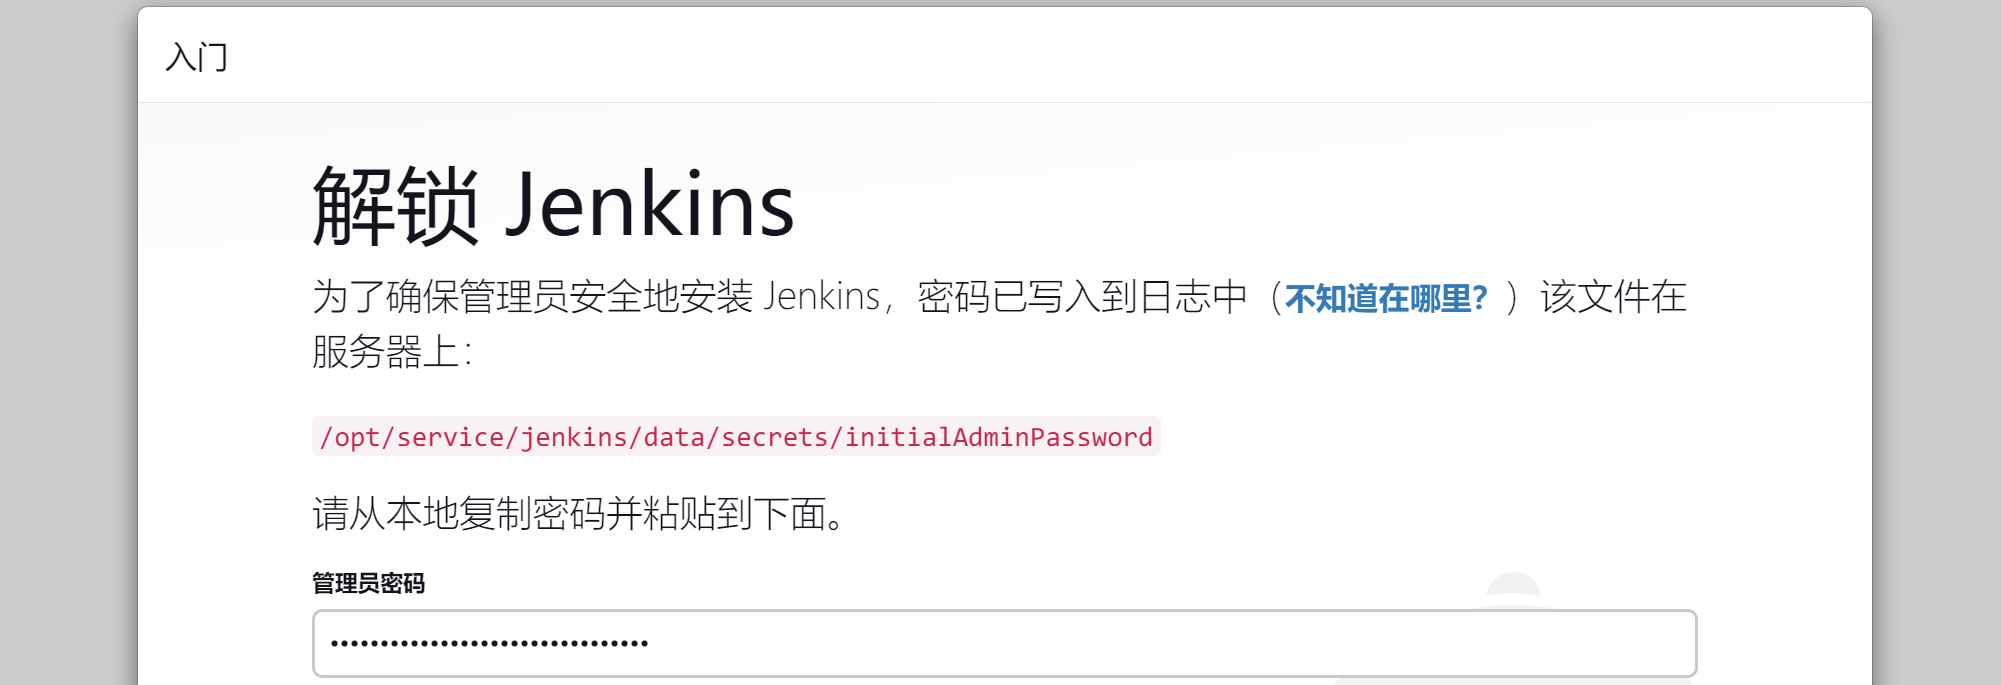 入门
解锁 Jenkins
为了确保管理员安全地安装 Jenkins，密码已写入到日志中（不知道在哪里？）该文件在
服务器上：
/opt/service/jenkins/data/secrets/initialAdminPassword
请从本地复制密码并粘贴到下面。
管理员密码
••••••••••••••••••••••••••••••••